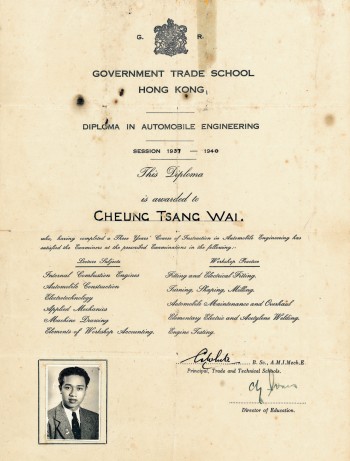 G. R.
GOVERNMENT TRADE SCHOOL
HONG KONG.
DIPLOMA IN AUTOMOBILE ENGINEERING
SESSION 1937 — 1940
This Diploma
is awarded to
CHEUNG TSANG WAI.
who, having completed a Three Years' Course of Instruction in Automobile Engineering has
satisfied the Examiners at the prescribed Examinations in the following:-
Lecture Subjects Workshop Practice
Internal Combustion Engines Fitting and Electrical Fitting.
Automobile Construction Turning, Shaping, Milling.
Electrotechnology
Applied Mechanics Automobile Maintenance and Overhaul
Machine Drawing Elementary Electric and Acetylene Welding.
Elements of Workshop Accounting. Engine Testing.
B. Sc., A.M.I.Mech.E.
Principal, Trade and Technical Schools.
Director of Education.